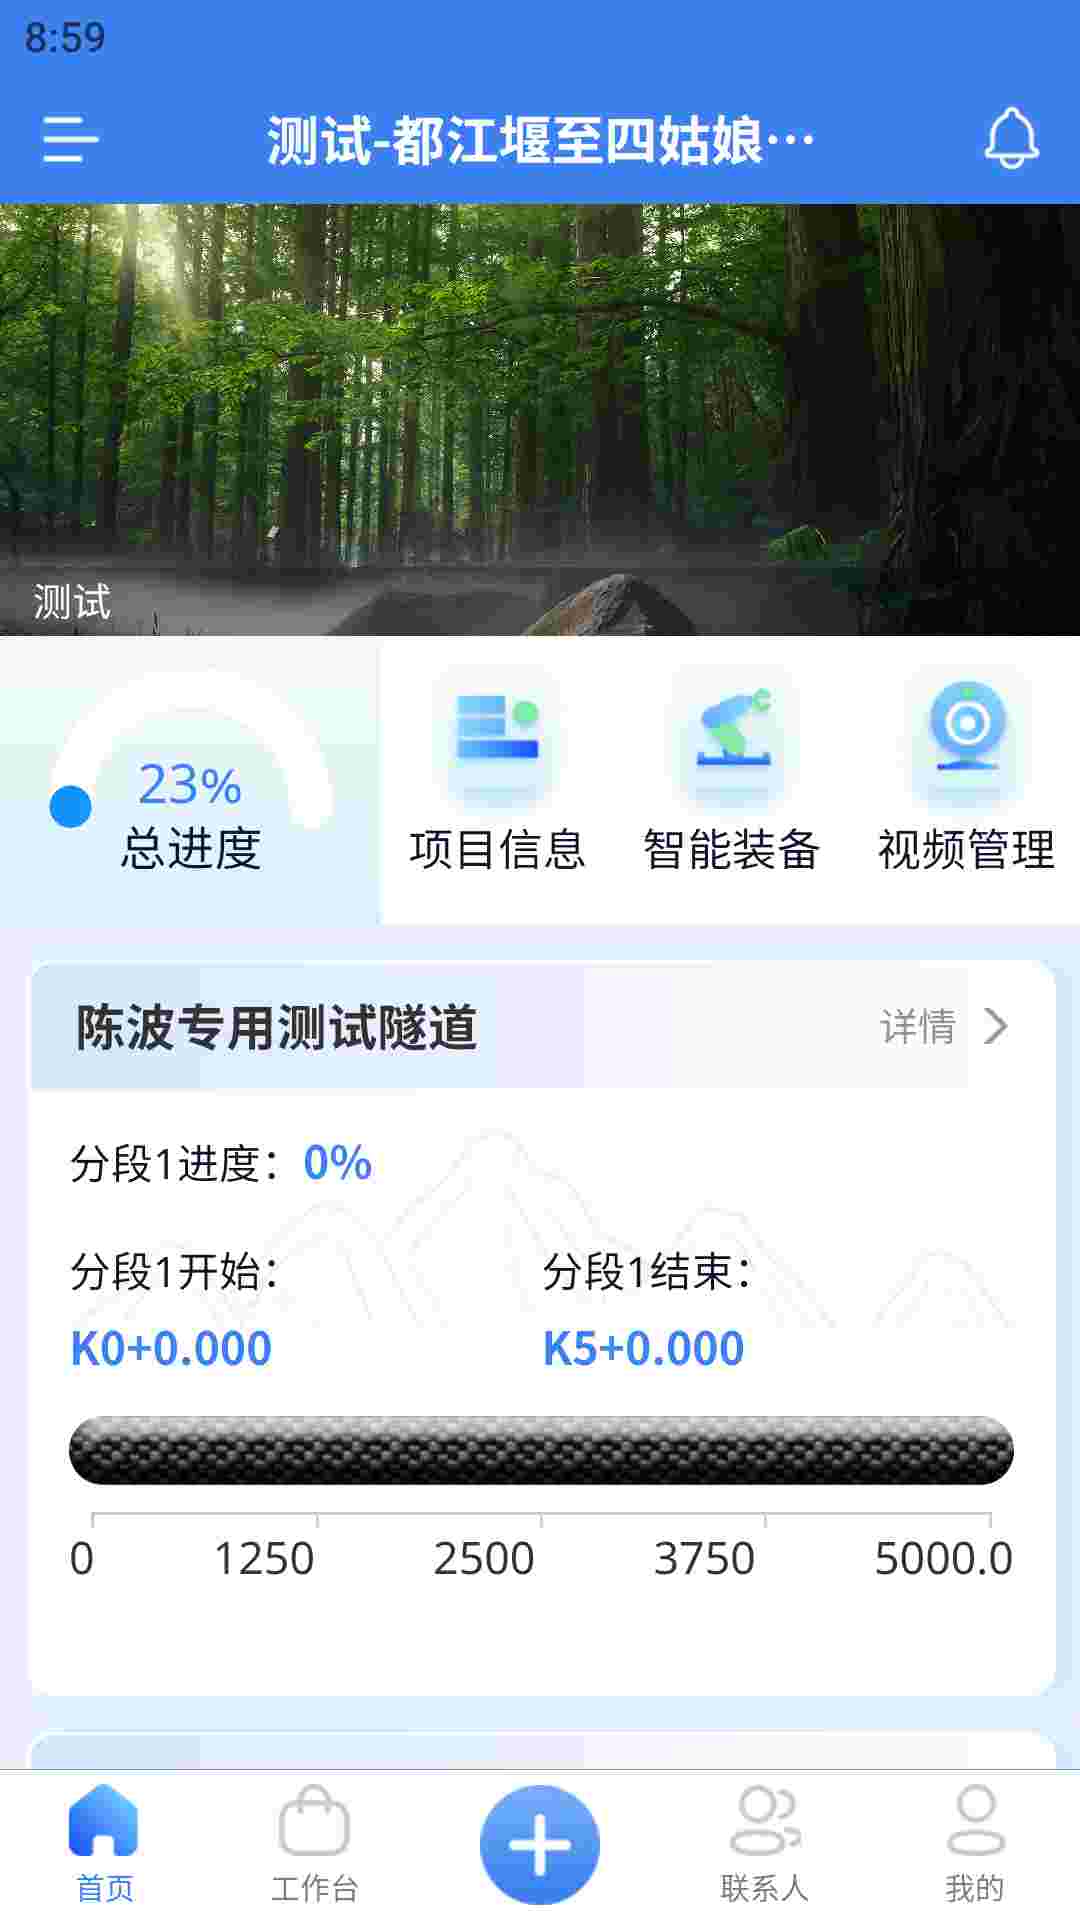 8:59
测试-都江堰至四姑娘…
测试
23%
总进度
项目信息
智能装备
视频管理
陈波专用测试隧道
详情
分段1进度：0%
分段1开始：
分段1结束：
K0+0.000
K5+0.000
0 1250 2500 3750 5000.0
首页
工作台
联系人
我的